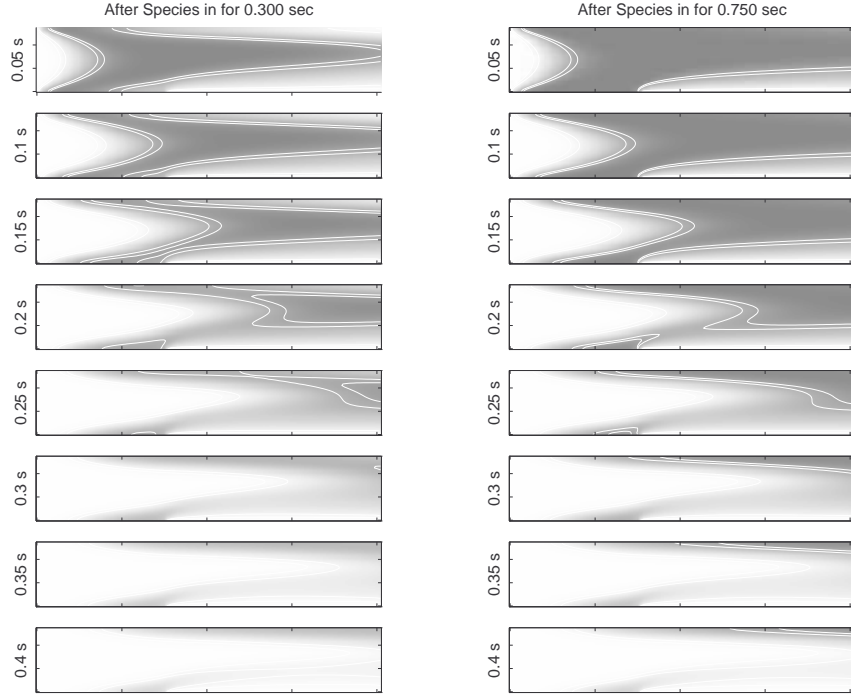 After Species in for 0.300 sec
After Species in for 0.750 sec
0.05 s
0.05 s
0.1 s
0.1 s
0.15 s
0.15 s
0.2 s
0.2 s
0.25 s
0.25 s
0.3 s
0.3 s
0.35 s
0.35 s
0.4 s
0.4 s